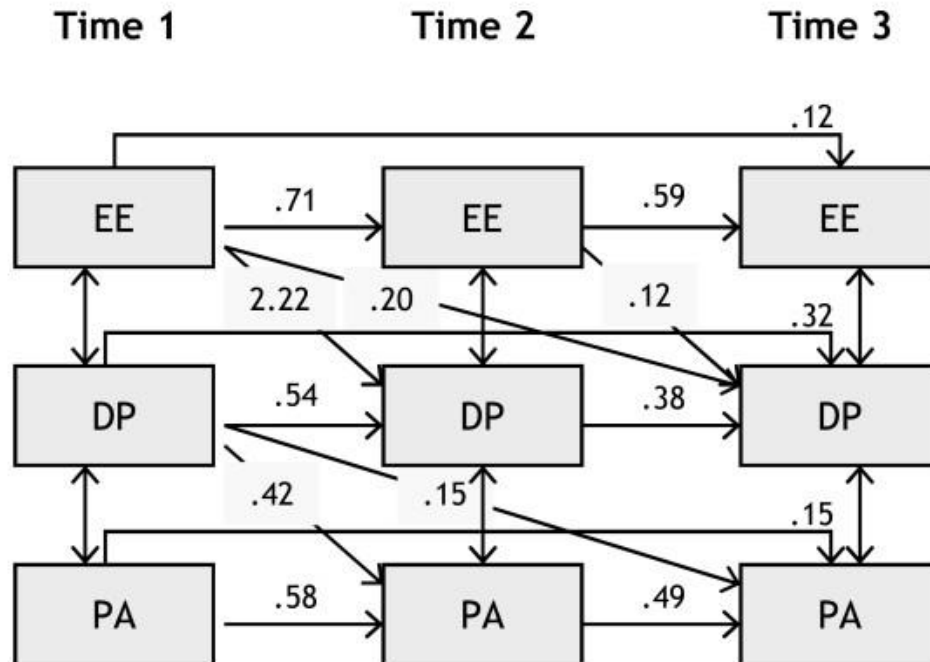 Time 1 Time 2 Time 3
.12
EE .71 EE .59 EE
2.22 .20 .12
.32
DP .54 DP .38 DP
.42 .15
.15
PA .58 PA .49 PA